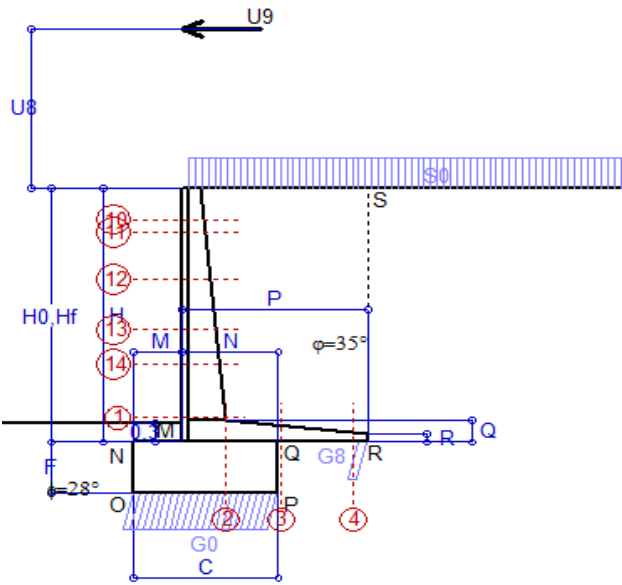 U9
U8
S0
S
10
11
12
H0,Hf
H
P
13
φ=35°
M
N
14
1
0.3
M
Q
R
N
Q
G8
R
F
=28°
O
P
2
3
4
G0
C